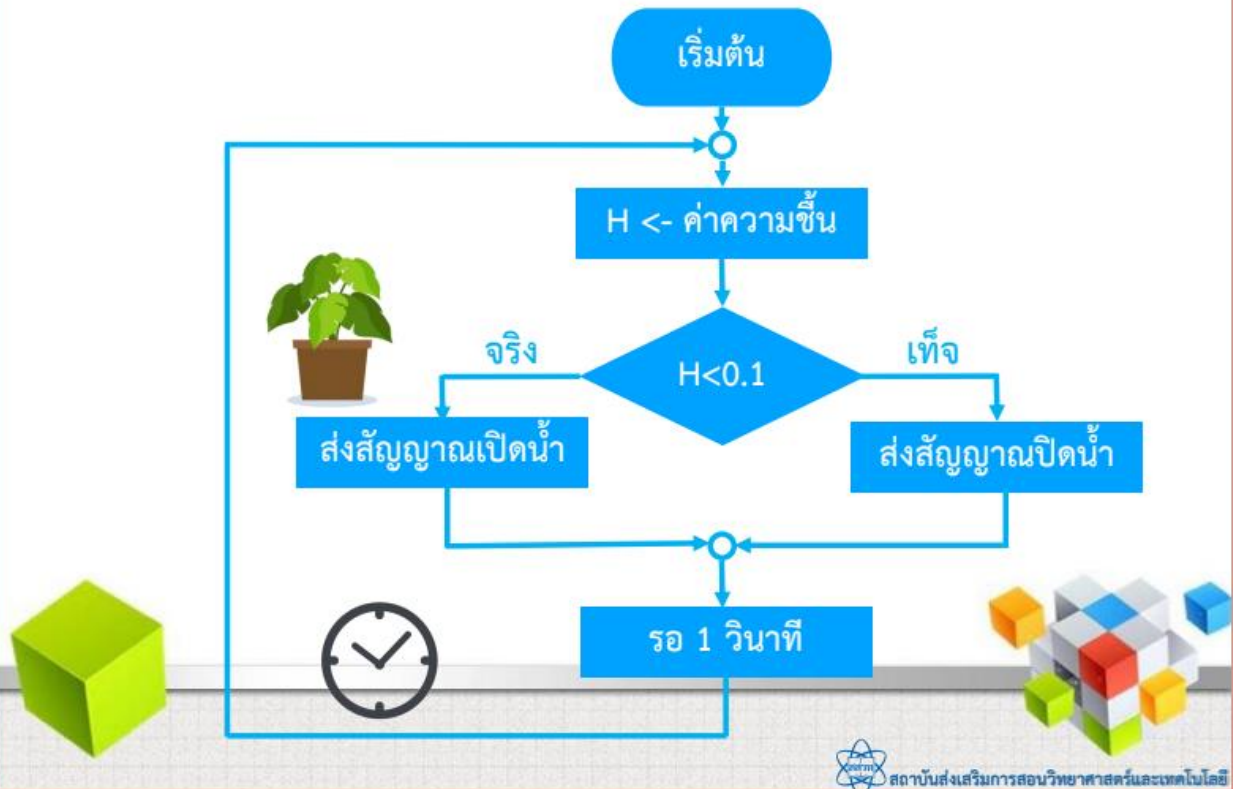 เริ่มต้น
H <- ค่าความชื้น
จริง
H<0.1
เท็จ
ส่งสัญญาณเปิดน้ำ
ส่งสัญญาณปิดน้ำ
รอ 1 วินาที
สสวท
สถาบันส่งเสริมการสอนวิทยาศาสตร์และเทคโนโลยี